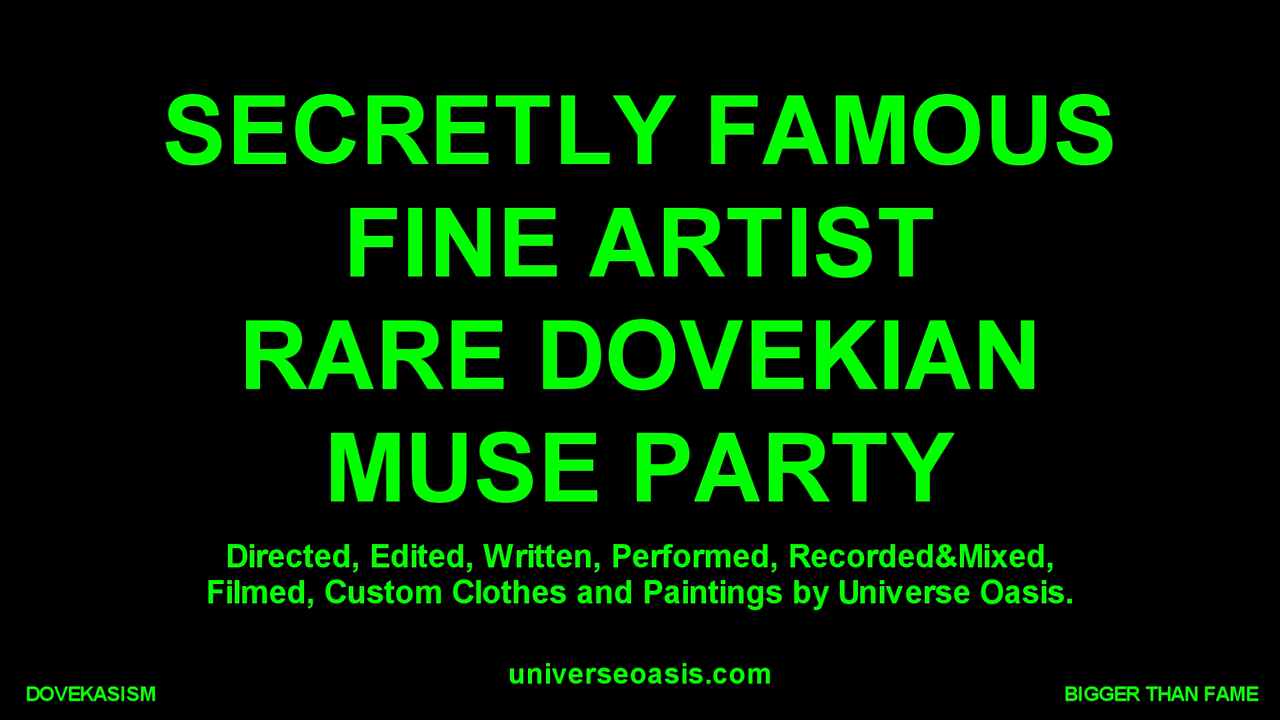 SECRETLY FAMOUS
FINE ARTIST
RARE DOVEKIAN
MUSE PARTY
Directed, Edited, Written, Performed, Recorded&Mixed,
Filmed, Custom Clothes and Paintings by Universe Oasis.
universeoasis.com
DOVEKASISM
BIGGER THAN FAME